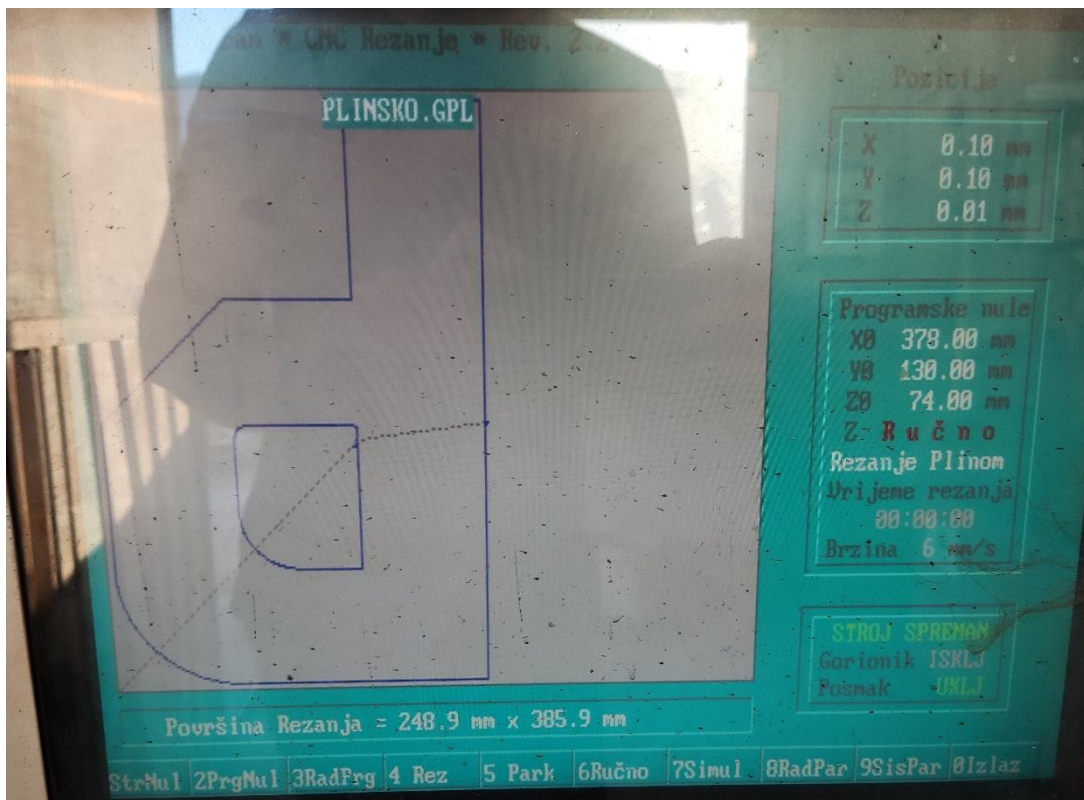 * CMC Rezanje * Rev.
PLINSKO.GPL
Pozicije
X 0.10 mm
Y 0.10 mm
Z 0.01 mm
Programske nule
X0 378.00 mm
Y0 130.00 mm
Z0 74.00 mm
Z Ručno
Rezanje Plinom
Vrijeme rezanja
00:00:00
Brzina 6 mm/s
STROJ SPREMAN
Gorionik ISKLJ
Posmak UKLJ
Površina Rezanja = 248.9 mm x 385.9 mm
StrNul 2PrgNul 3RadPrg 4 Rez 5 Park 6Ručno 7Simul 8RadPar 9SisPar 0Izlaz